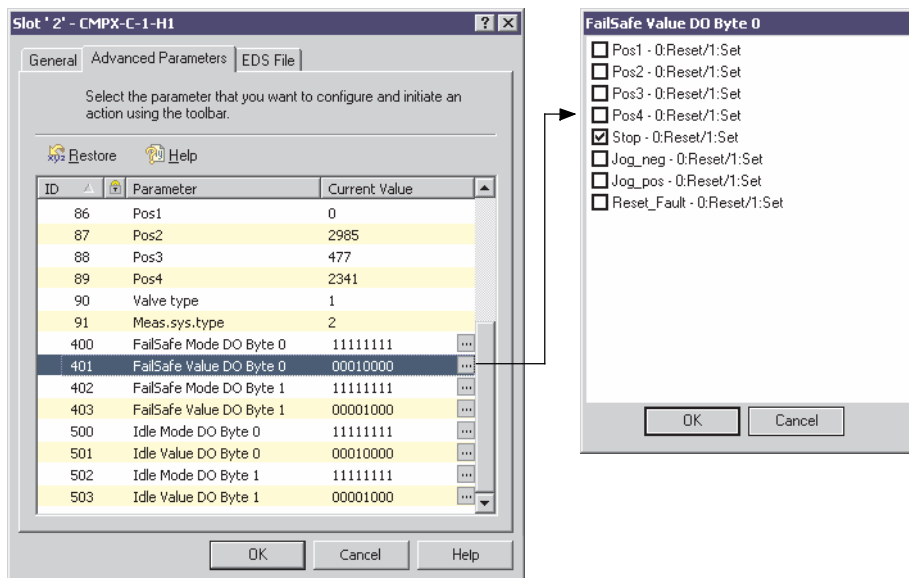 Slot ' 2' - CMPX-C-1-H1
General Advanced Parameters EDS File
Select the parameter that you want to configure and initiate an
action using the toolbar.
xyz Restore Help
ID Parameter Current Value
86 Pos1 0
87 Pos2 2985
88 Pos3 477
89 Pos4 2341
90 Valve type 1
91 Meas.sys.type 2
400 FailSafe Mode DO Byte 0 11111111 ...
401 FailSafe Value DO Byte 0 00010000 ...
402 FailSafe Mode DO Byte 1 11111111 ...
403 FailSafe Value DO Byte 1 00001000 ...
500 Idle Mode DO Byte 0 11111111 ...
501 Idle Value DO Byte 0 00010000 ...
502 Idle Mode DO Byte 1 11111111 ...
503 Idle Value DO Byte 1 00001000 ...
OK Cancel Help
FailSafe Value DO Byte 0
Pos1 - 0:Reset/1:Set
Pos2 - 0:Reset/1:Set
Pos3 - 0:Reset/1:Set
Pos4 - 0:Reset/1:Set
Stop - 0:Reset/1:Set
Jog_neg - 0:Reset/1:Set
Jog_pos - 0:Reset/1:Set
Reset_Fault - 0:Reset/1:Set
OK Cancel